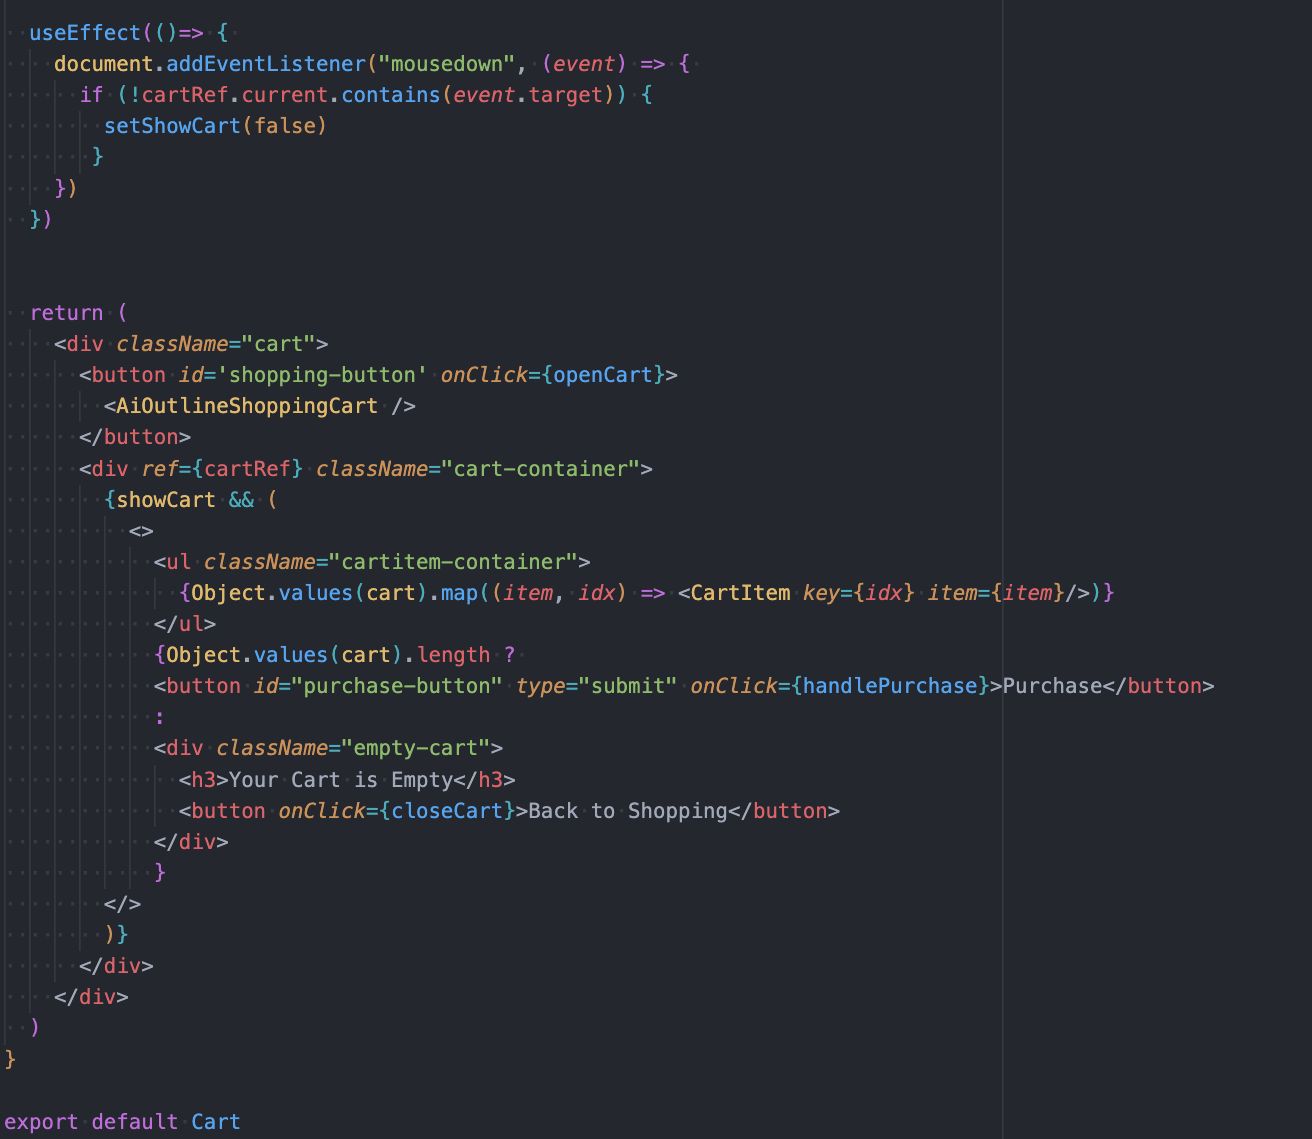 useEffect(()=> {
document.addEventListener("mousedown", (event) => {
if (!cartRef.current.contains(event.target)) {
setShowCart(false)
}
})
})
return (
<div className="cart">
<button id='shopping-button' onClick={openCart}>
<AiOutlineShoppingCart />
</button>
<div ref={cartRef} className="cart-container">
{showCart && (
<>
<ul className="cartitem-container">
{Object.values(cart).map((item, idx) => <CartItem key={idx} item={item}/>)}
</ul>
{Object.values(cart).length ?
<button id="purchase-button" type="submit" onClick={handlePurchase}>Purchase</button>
:
<div className="empty-cart">
<h3>Your Cart is Empty</h3>
<button onClick={closeCart}>Back to Shopping</button>
</div>
}
</>
)}
</div>
</div>
)
}
export default Cart